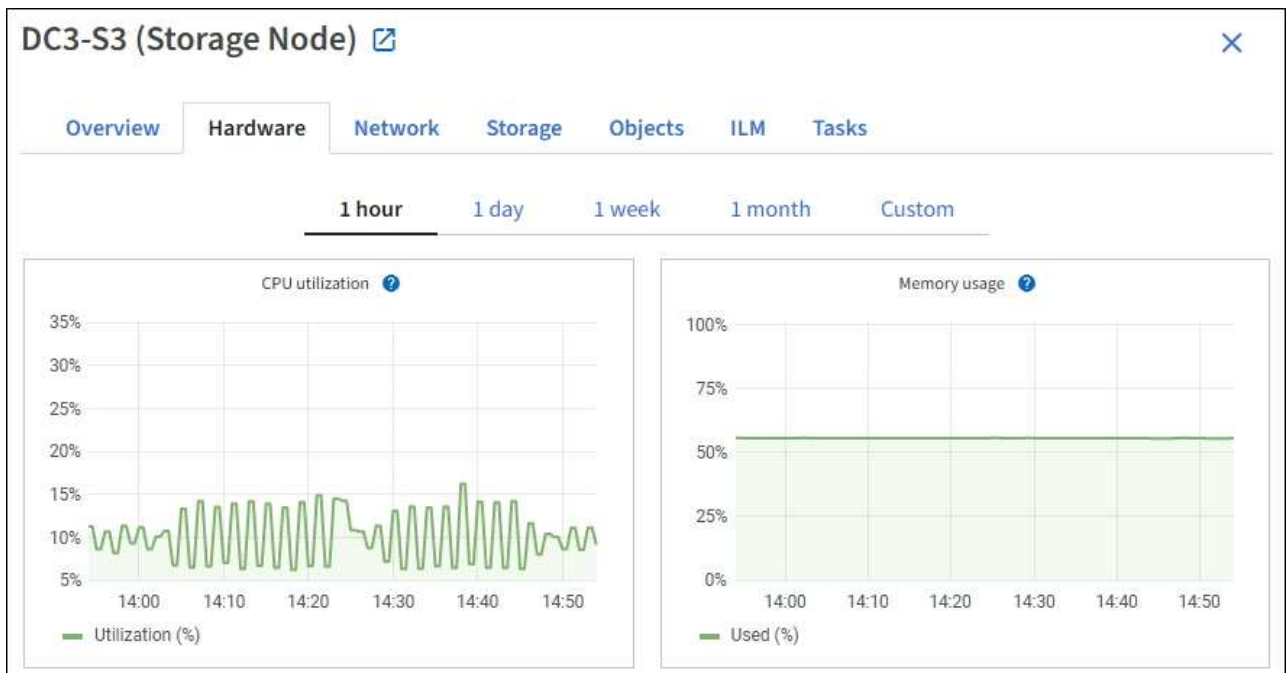 DC3-S3 (Storage Node)
Overview Hardware Network Storage Objects ILM Tasks
1 hour 1 day 1 week 1 month Custom
CPU utilization ?
35%
30%
25%
20%
15%
10%
5%
14:00 14:10 14:20 14:30 14:40 14:50
Utilization (%)
Memory usage ?
100%
75%
50%
25%
0%
14:00 14:10 14:20 14:30 14:40 14:50
Used (%)